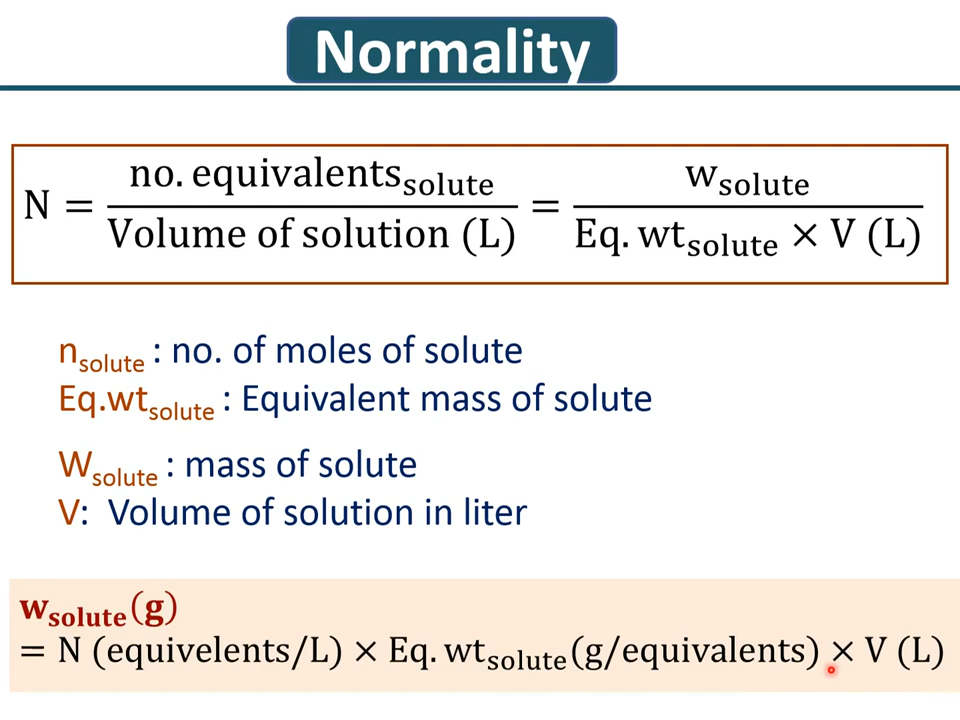 Normality
N = no. equivalents_solute / Volume of solution (L) = w_solute / Eq. wt_solute × V (L)
n_solute : no. of moles of solute
Eq.wt_solute : Equivalent mass of solute
W_solute : mass of solute
V: Volume of solution in liter
w_solute(g)
= N (equivelents/L) × Eq. wt_solute(g/equivalents) × V (L)